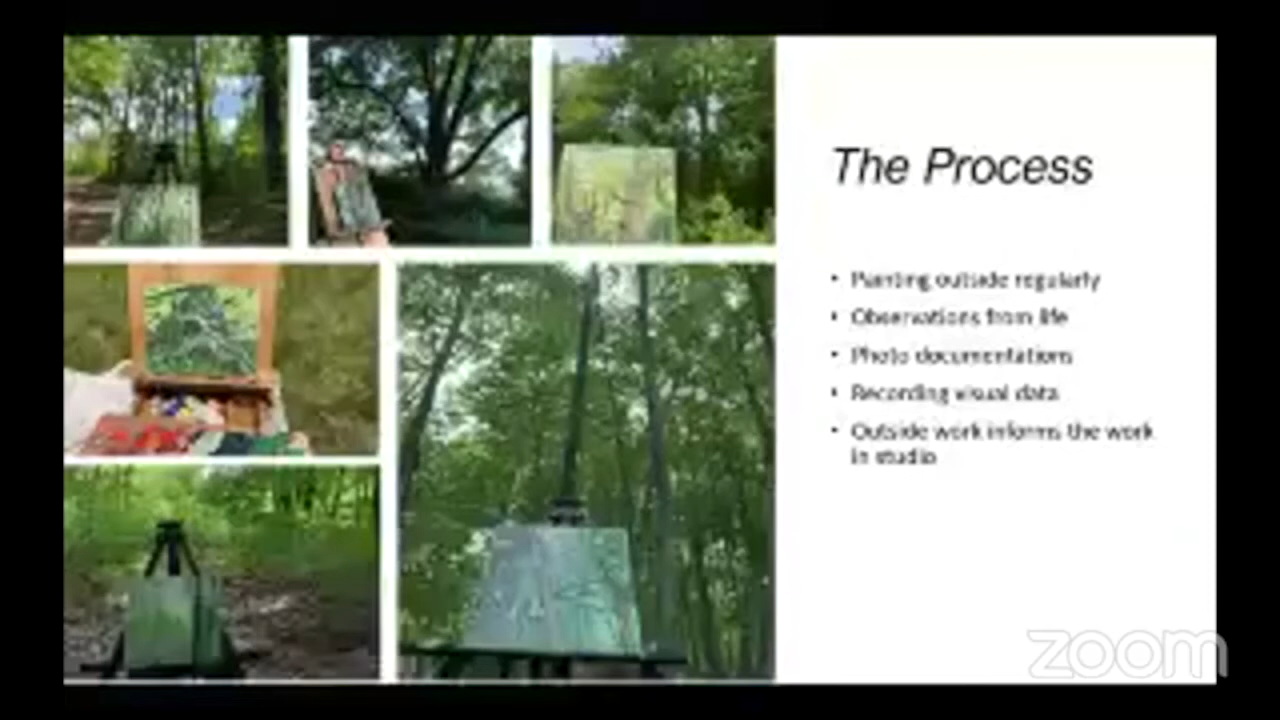 The Process
• Painting outside regularly
• Observations from life
• Photo documentations
• Recording visual data
• Outside work informs the work
in studio
zoom